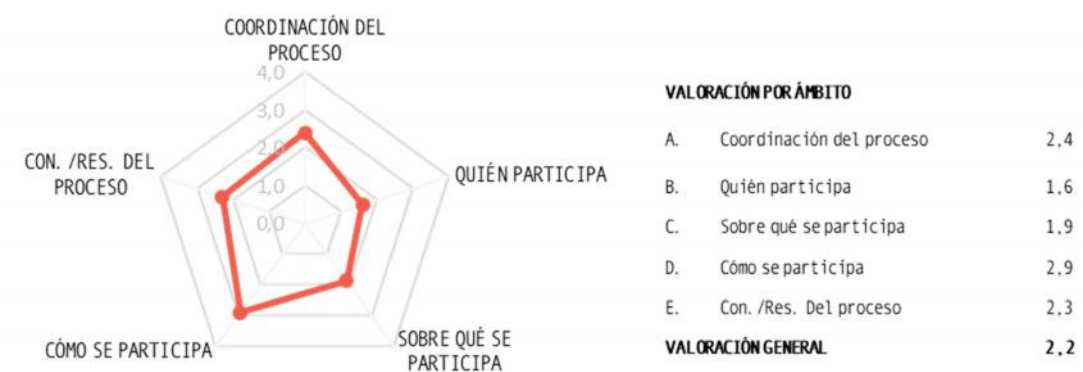 COORDINACIÓN DEL
PROCESO
4,0
3,0
2,0
1,0
0,0
CON. /RES. DEL
PROCESO
QUIÉN PARTICIPA
CÓMO SE PARTICIPA
SOBRE QUÉ SE
PARTICIPA
VALORACIÓN POR ÁMBITO
A. Coordinación del proceso 2,4
B. Quién participa 1,6
C. Sobre qué se participa 1,9
D. Cómo se participa 2,9
E. Con. /Res. Del proceso 2,3
VALORACIÓN GENERAL 2,2